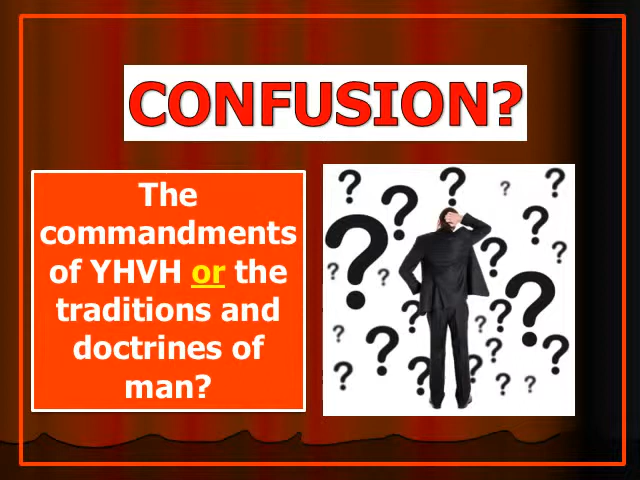 CONFUSION?
The
commandments
of YHVH or the
traditions and
doctrines of
man?